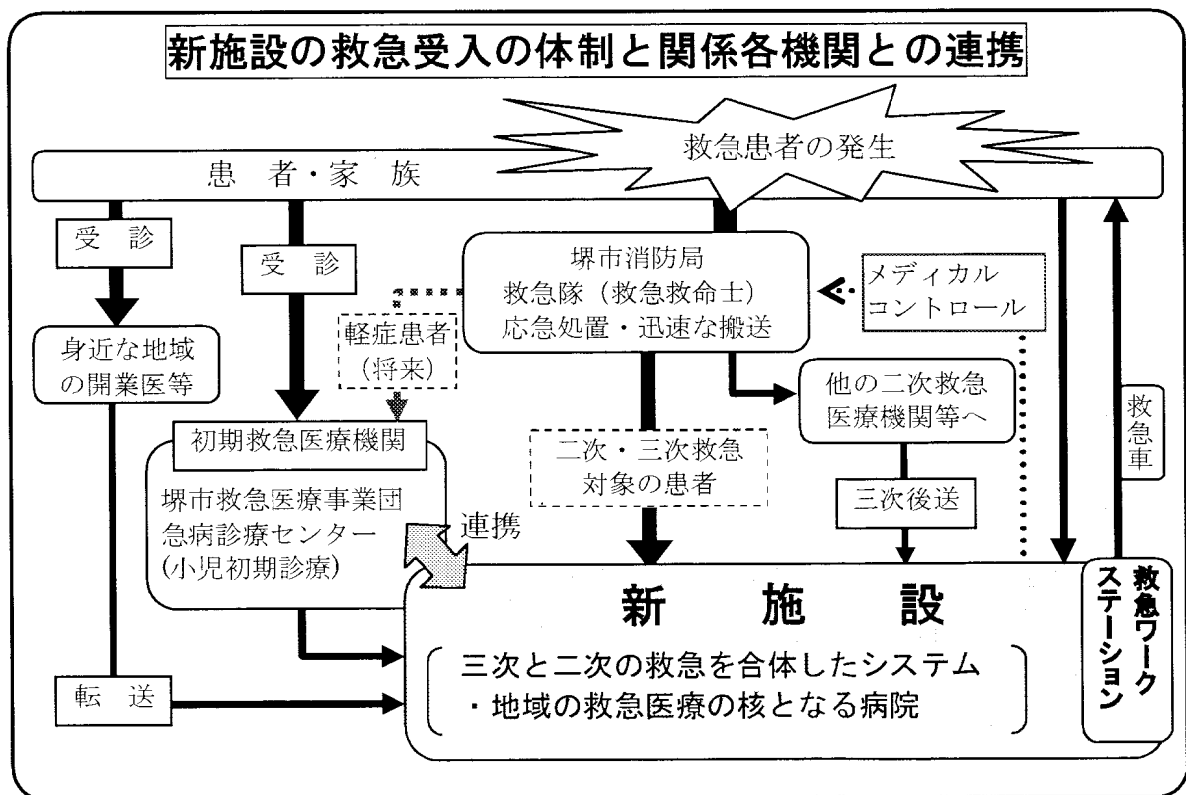 新施設の救急受入の体制と関係各機関との連携
救急患者の発生
患 者・家 族
受 診
受 診
堺市消防局
救急隊（救急救命士）
応急処置・迅速な搬送
メディカル
コントロール
軽症患者
（将来）
身近な地域
の開業医等
他の二次救急
医療機関等へ
救急車
初期救急医療機関
二次・三次救急
対象の患者
堺市救急医療事業団
急病診療センター
(小児初期診療)
連携
三次後送
新 施 設
救急ワーク
ステーション
三次と二次の救急を合体したシステム
・地域の救急医療の核となる病院
転 送